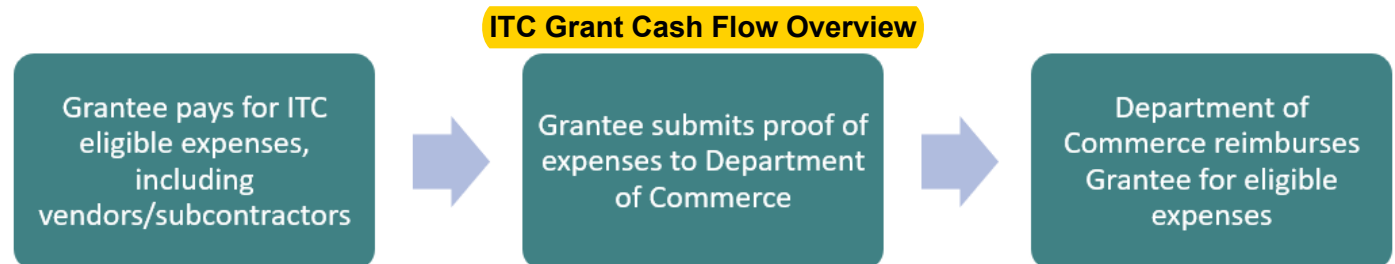 ITC Grant Cash Flow Overview
Grantee pays for ITC
eligible expenses,
including
vendors/subcontractors
Grantee submits proof of
expenses to Department
of Commerce
Department of
Commerce reimburses
Grantee for eligible
expenses